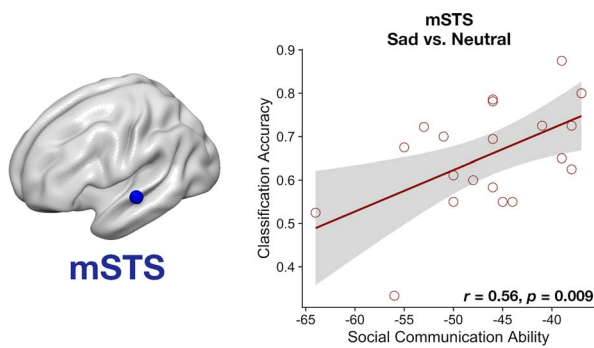 mSTS
mSTS
Sad vs. Neutral
Classification Accuracy
0.9
0.8
0.7
0.6
0.5
0.4
r = 0.56, p = 0.009
-65 -60 -55 -50 -45 -40
Social Communication Ability